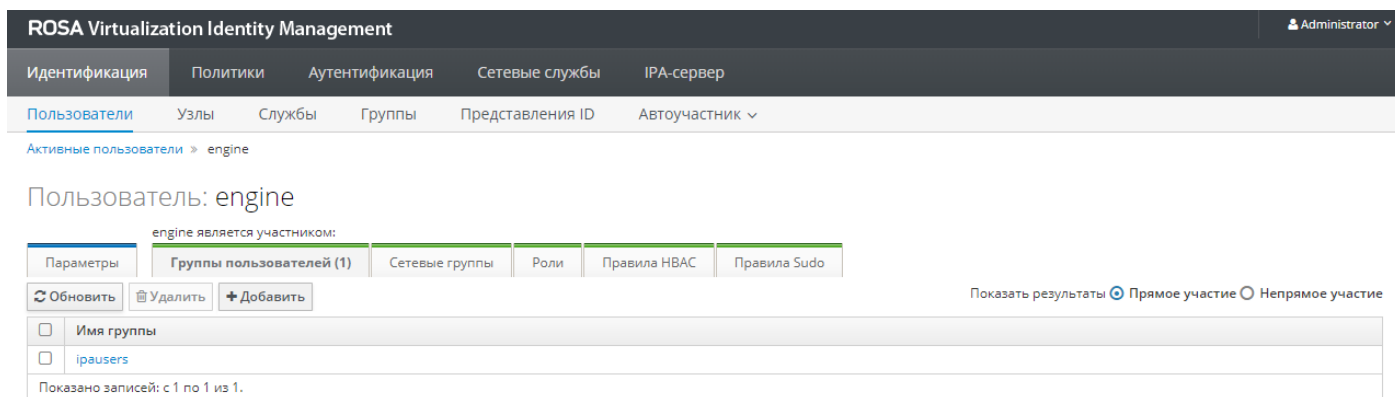 ROSA Virtualization Identity Management Administrator
Идентификация Политики Аутентификация Сетевые службы IPA-сервер
Пользователи Узлы Службы Группы Представления ID Автоучастник
Активные пользователи » engine
Пользователь: engine
engine является участником:
Параметры Группы пользователей (1) Сетевые группы Роли Правила HBAC Правила Sudo
Обновить Удалить Добавить Показать результаты Прямое участие Непрямое участие
Имя группы
ipausers
Показано записей: с 1 по 1 из 1.